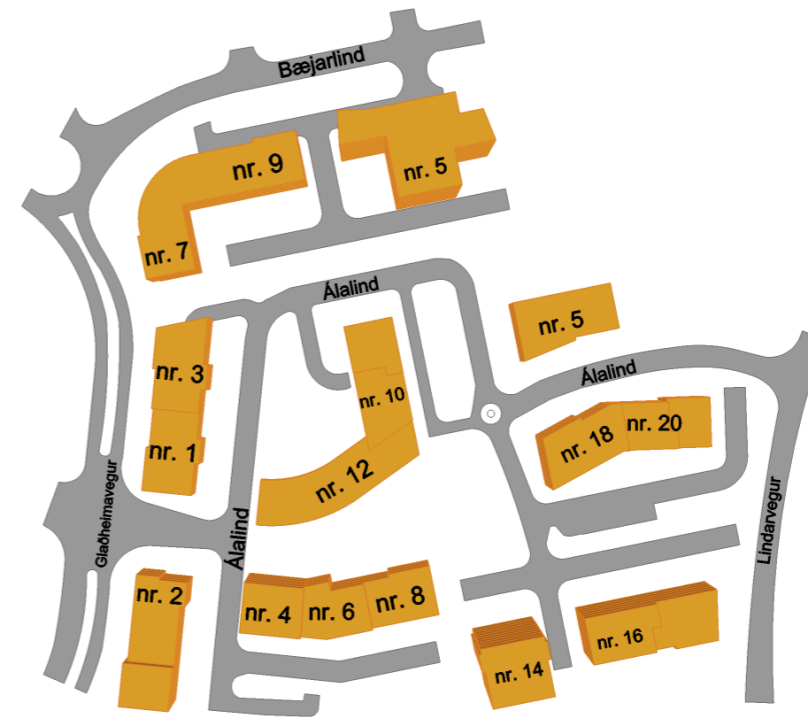 Bæjarlind
nr. 9
nr. 5
nr. 7
Álalind
nr. 5
nr. 3
Álalind
nr. 10
nr. 18
nr. 20
nr. 1
nr. 12
Glaðheimavegur
Álalind
Lindarvegur
nr. 2
nr. 4
nr. 6
nr. 8
nr. 16
nr. 14